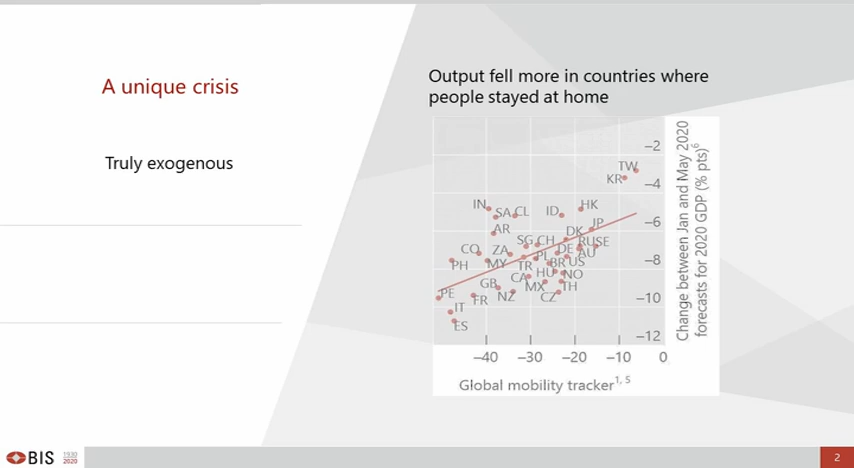 A unique crisis
Truly exogenous
Output fell more in countries where
people stayed at home
−2
TW
KR
−4
IN
SA CL
ID
HK
−6
AR
JP
DK
SG CH
RU SE
CO
ZA
PL
DE
AU
−8
PH
MY
TR
BR US
HU
NO
CA
GB
MX
TH
PE
FR
NZ
CZ
−10
IT
ES
−12
−40 −30 −20 −10 0
Global mobility tracker1, 5
Change between Jan and May 2020
forecasts for 2020 GDP (% pts)6
BIS
1930
2020
2